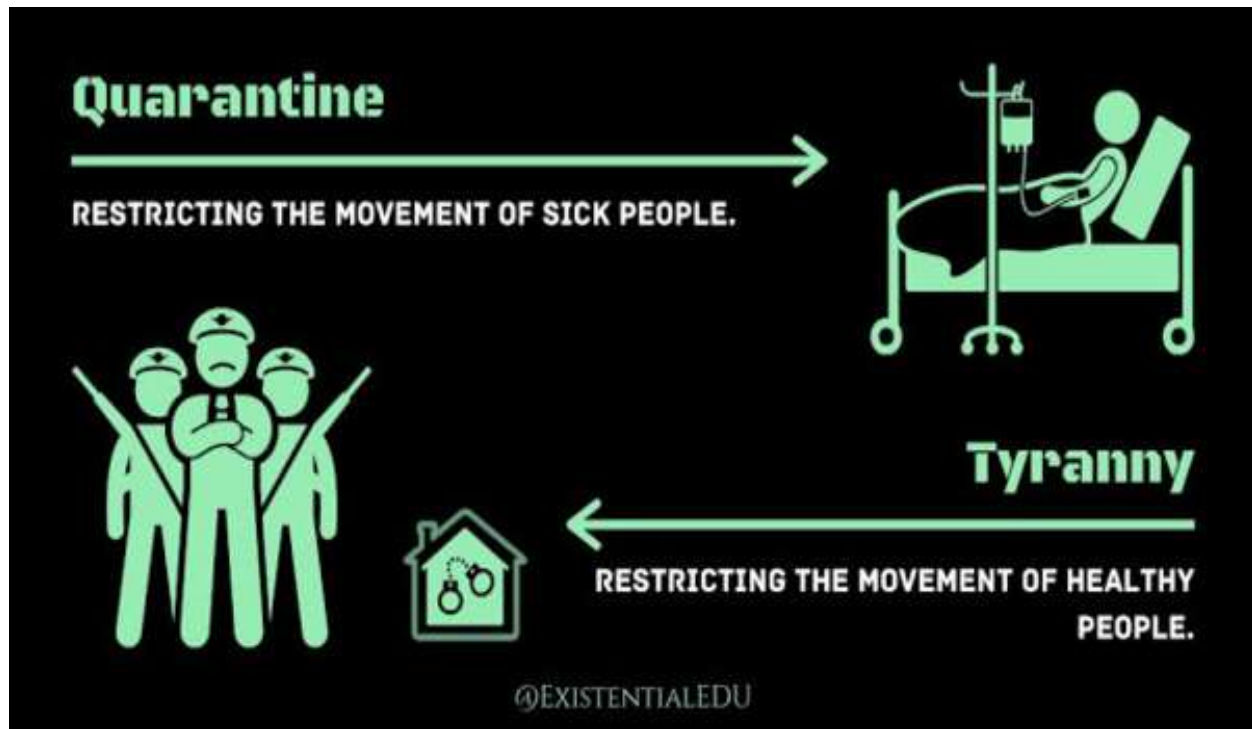 Quarantine
RESTRICTING THE MOVEMENT OF SICK PEOPLE.
Tyranny
RESTRICTING THE MOVEMENT OF HEALTHY
PEOPLE.
@EXISTENTIALEDU